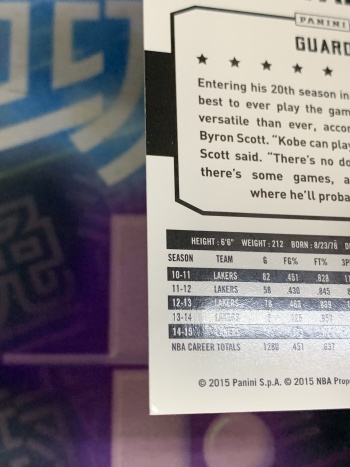 PANINI
GUARD
★ ★ ★ ★ ★
Entering his 20th season in
best to ever play the gam
versatile than ever, accor
Byron Scott. "Kobe can play
Scott said. "There's no do
there's some games, a
where he'll proba
HEIGHT: 6'6" WEIGHT: 212 BORN: 8/23/78
SEASON TEAM G FG% FT% 3P
10-11 LAKERS 82 .451 .828
11-12 LAKERS 58 .430 .845
12-13 LAKERS 78 .463 .839
13-14 LAKERS
14-15 LAKERS
NBA CAREER TOTALS 1280 .451 .837
© 2015 Panini S.p.A. © 2015 NBA Prope